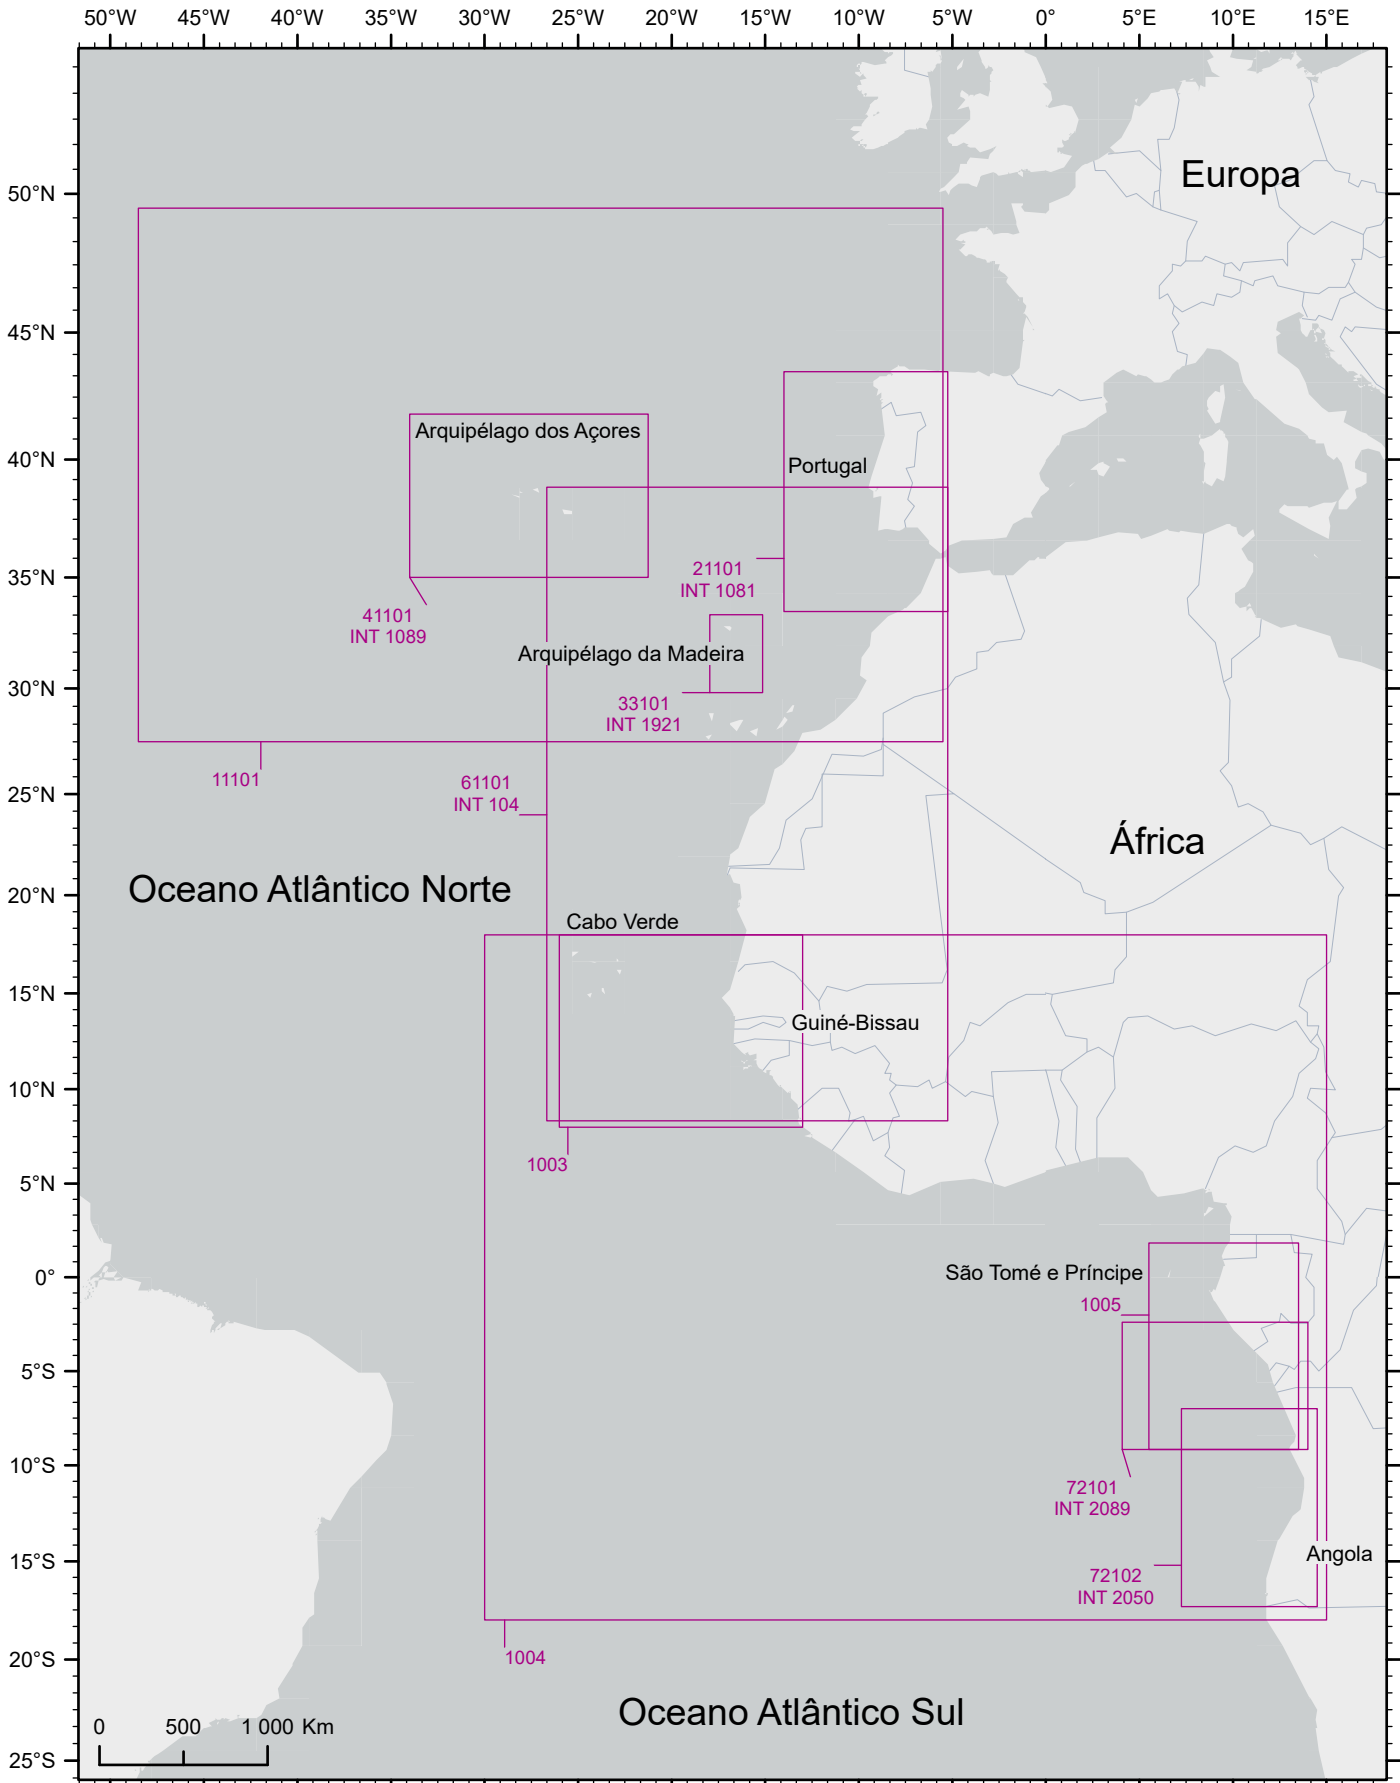 50°W 45°W 40°W 35°W 30°W 25°W 20°W 15°W 10°W 5°W 0° 5°E 10°E 15°E
Europa
50°N
45°N
Arquipélago dos Açores
40°N
Portugal
35°N
21101
INT 1081
41101
INT 1089
Arquipélago da Madeira
30°N
33101
INT 1921
11101
61101
INT 104
25°N
África
Oceano Atlântico Norte
20°N
Cabo Verde
15°N
Guiné-Bissau
10°N
1003
5°N
São Tomé e Príncipe
0°
1005
5°S
10°S
72101
INT 2089
15°S
Angola
72102
INT 2050
1004
20°S
Oceano Atlântico Sul
0 500 1 000 Km
25°S